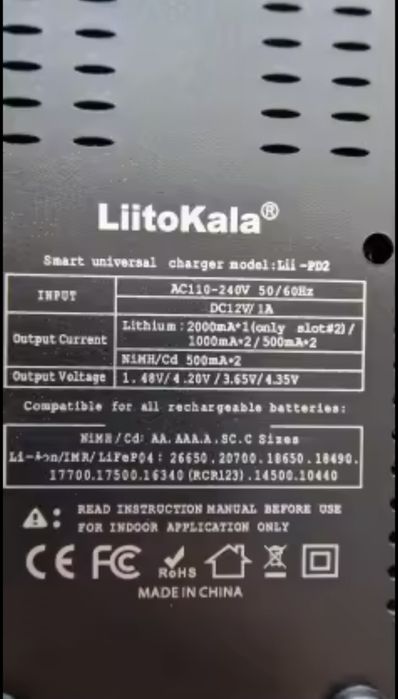 LiitoKala®
Smart universal charger model:Lii-PD2
INPUT
AC110-240V 50/60Hz
DC12V/1A
Output Current
Lithium:2000mA*1(only slot#2)/
1000mA*2/500mA*2
NiMH/Cd 500mA*2
Output Voltage
1.48V/4.20V/3.65V/4.35V
Compatible for all rechargeable batteries:
NiMH/Cd: AA.AAA.A.SC.C Sizes
Li-ion/IMR/LiFePO4: 26650.20700.18650.18490.
17700.17500.16340(RCR123).14500.10440
READ INSTRUCTION MANUAL BEFORE USE
FOR INDOOR APPLICATION ONLY
CE FC RoHS
MADE IN CHINA